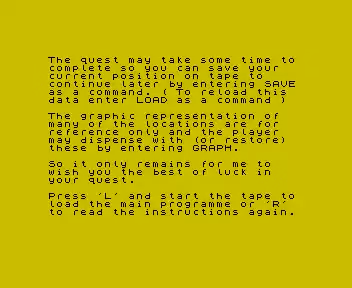 The quest may take some time to
complete so you can save your
current position on tape to
continue later by entering SAVE
as a command. ( To reload this
data enter LOAD as a command )
The graphic representation of
many of the locations are for
reference only and the player
may dispense with (or restore)
these by entering GRAPH.
So it only remains for me to
wish you the best of luck in
your quest.
Press 'L' and start the tape to
load the main programme or 'R'
to read the instructions again.